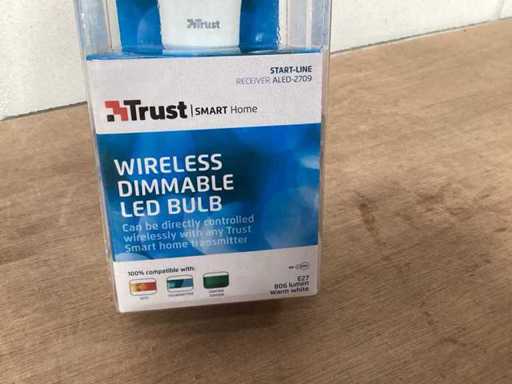 Trust
START-LINE
RECEIVER ALED-2709
Trust | SMART Home
WIRELESS
DIMMABLE
LED BULB
Can be directly controlled
wirelessly with any Trust
Smart home transmitter
100% compatible with:
E27
806 lumen
Warm white